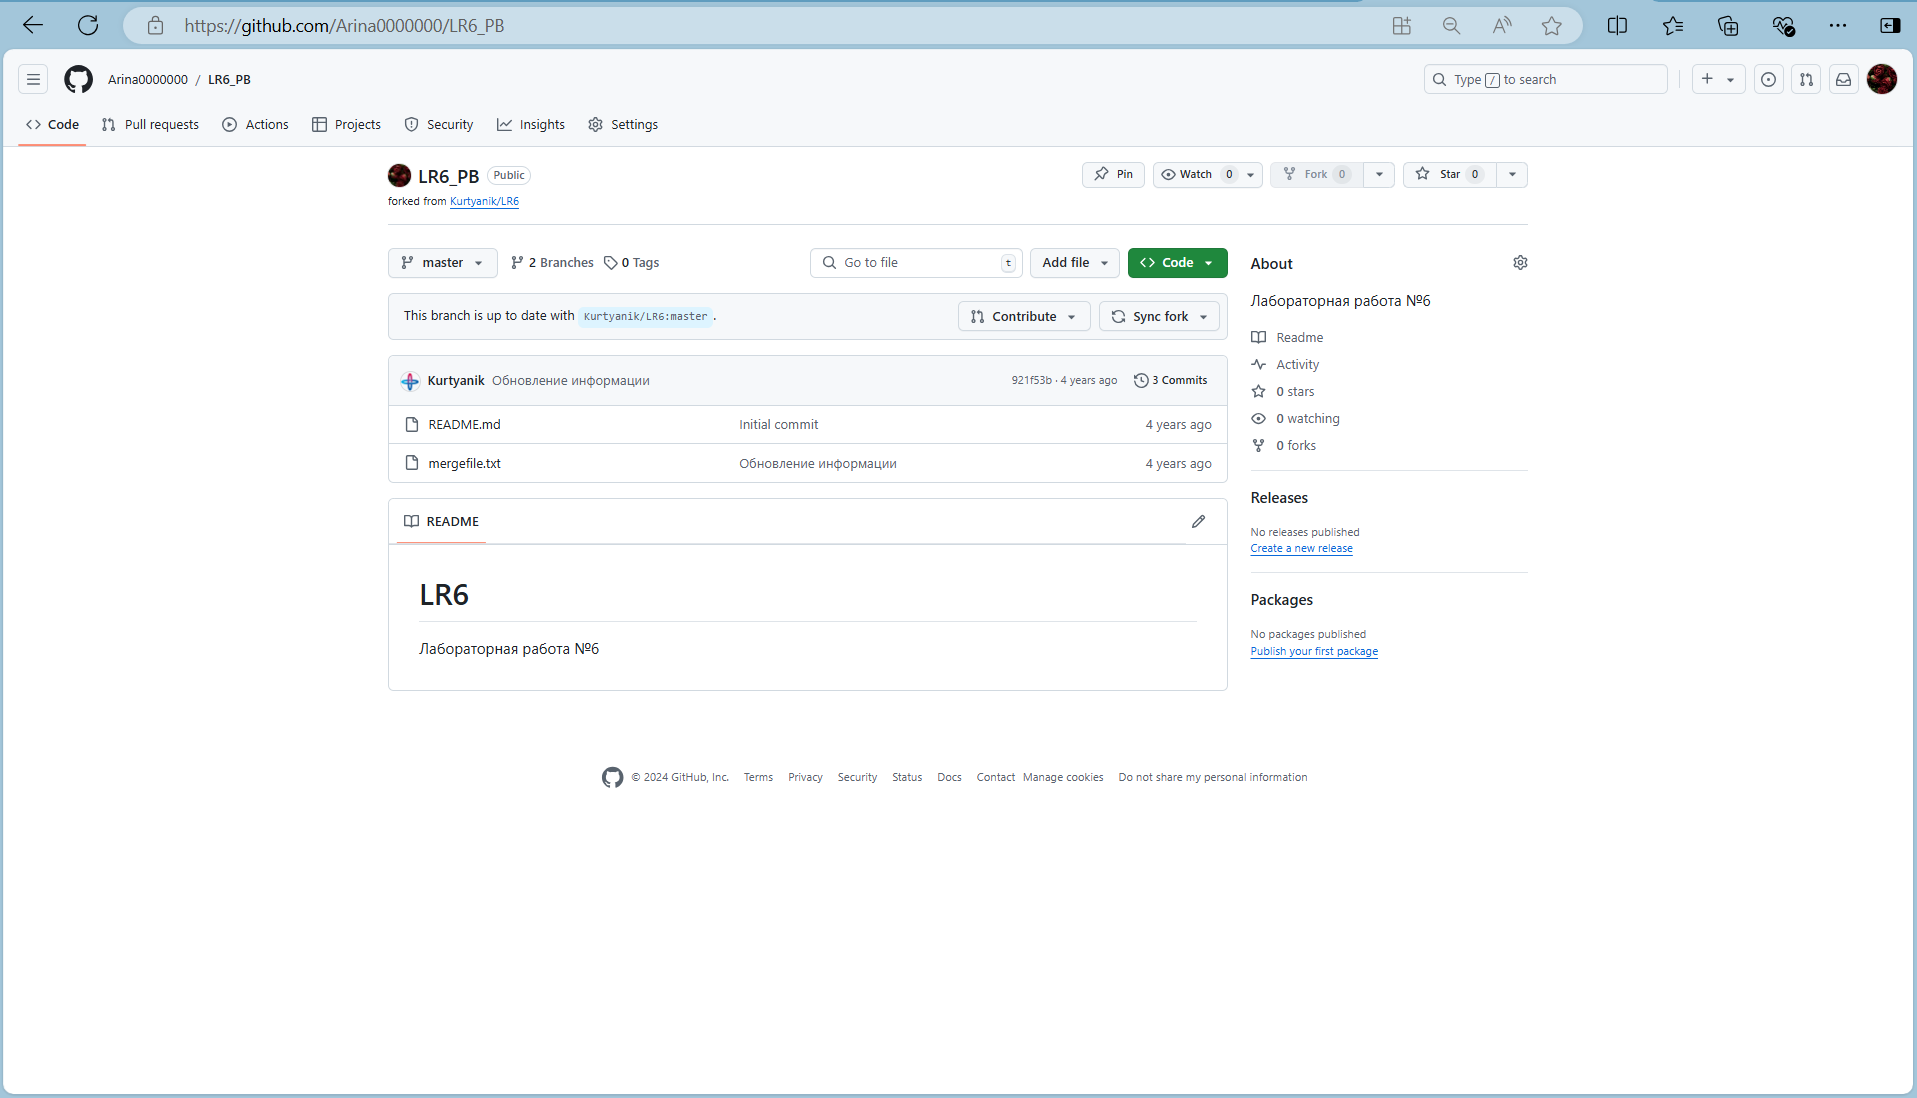 https://github.com/Arina0000000/LR6_PB
Arina0000000 / LR6_PB
Type / to search
Code Pull requests Actions Projects Security Insights Settings
LR6_PB Public
Pin Watch 0 Fork 0 Star 0
forked from Kurtyanik/LR6
master 2 Branches 0 Tags Go to file t Add file Code
This branch is up to date with Kurtyanik/LR6:master .
Contribute Sync fork
Kurtyanik Обновление информации 921f53b · 4 years ago 3 Commits
README.md Initial commit 4 years ago
mergefile.txt Обновление информации 4 years ago
README
LR6
Лабораторная работа №6
About
Лабораторная работа №6
Readme
Activity
0 stars
0 watching
0 forks
Releases
No releases published
Create a new release
Packages
No packages published
Publish your first package
© 2024 GitHub, Inc. Terms Privacy Security Status Docs Contact Manage cookies Do not share my personal information